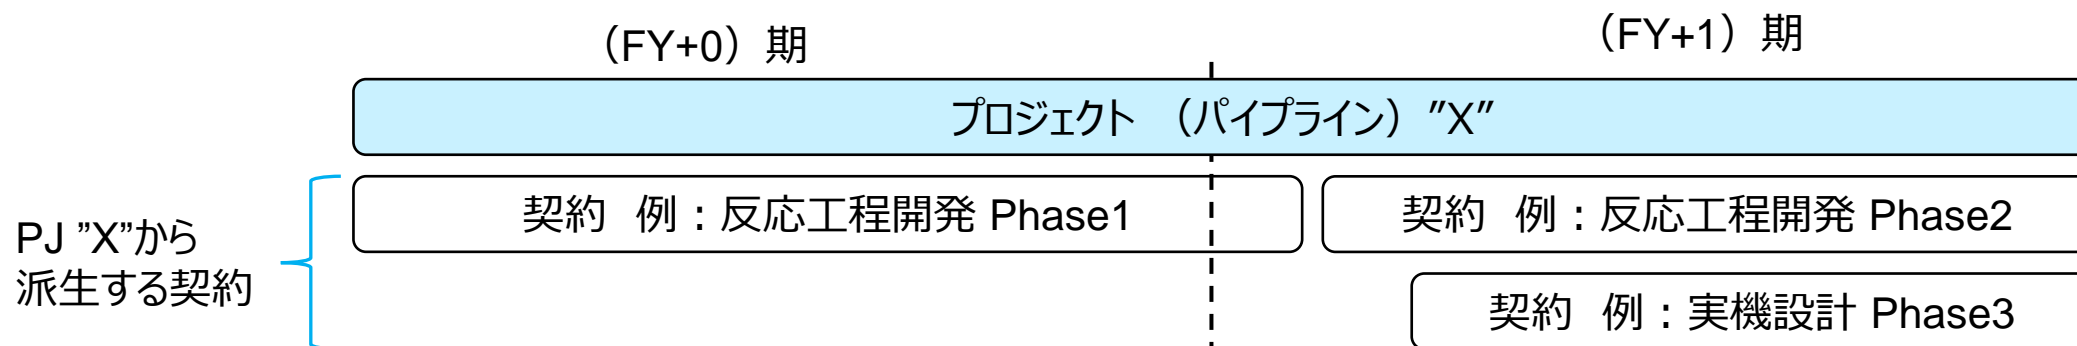 （FY+0）期
（FY+1）期
プロジェクト （パイプライン）”X”
契約 例：反応工程開発 Phase1
契約 例：反応工程開発 Phase2
PJ ”X”から
派生する契約
契約 例：実機設計 Phase3